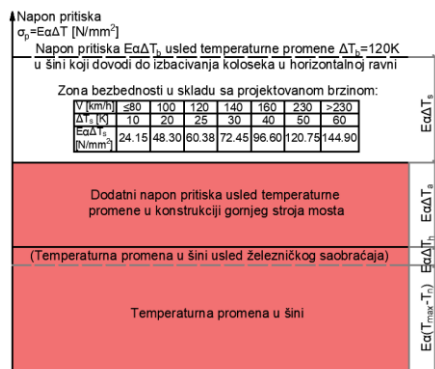 Napon pritiska
σp=EαΔT [N/mm²]
Napon pritiska EαΔTb usled temperaturne promene ΔTb=120K
u šini koji dovodi do izbacivanja koloseka u horizontalnoj ravni
Zona bezbednosti u skladu sa projektovanom brzinom:
V [km/h] ≤80 100 120 140 160 230 >230
ΔTs [K] 10 20 25 30 40 50 60
EαΔTs [N/mm²] 24.15 48.30 60.38 72.45 96.60 120.75 144.90
EαΔTs
Dodatni napon pritiska usled temperaturne
promene u konstrukciji gornjeg stroja mosta
EαΔTa
(Temperaturna promena u šini usled železničkog saobraćaja)
EαΔTh
Temperaturna promena u šini
Eα(Tmax-Tn)